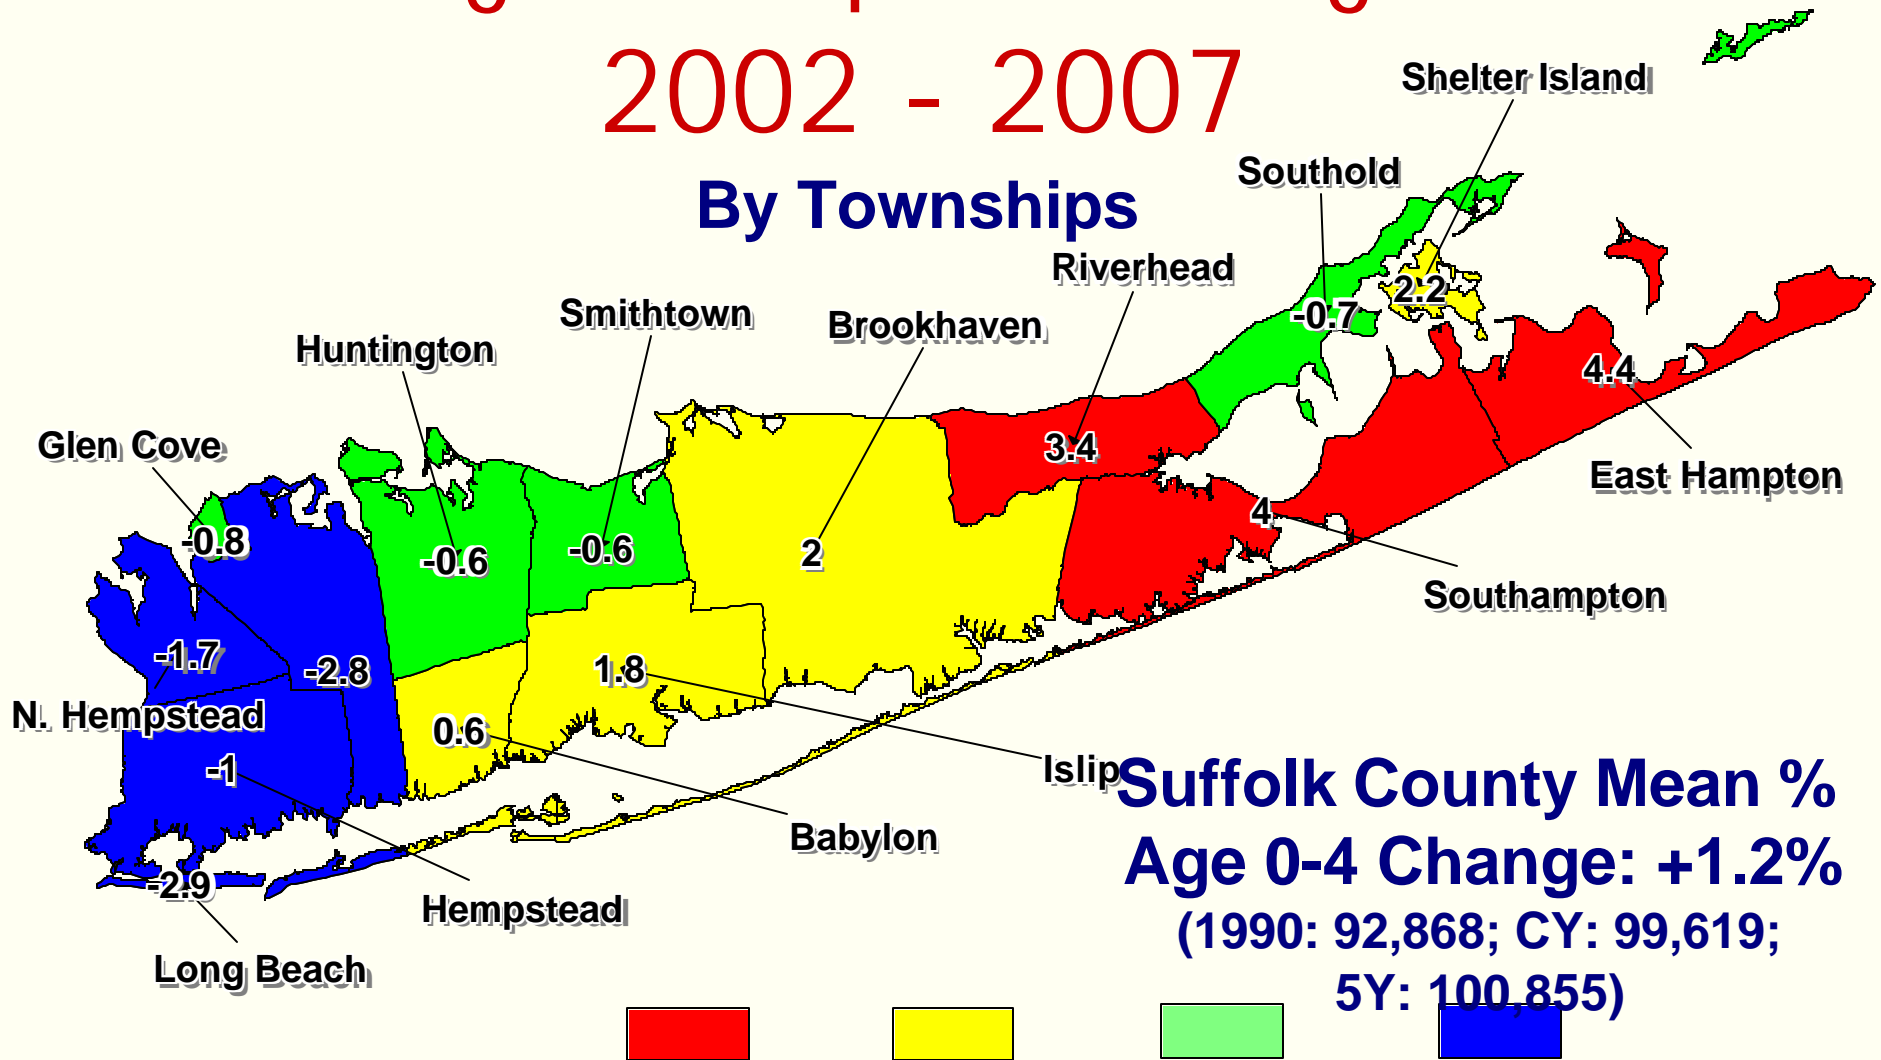 2002 - 2007
By Townships
Shelter Island
Southold
Riverhead
Smithtown
Brookhaven
Huntington
Glen Cove
2.2
-0.7
4.4
3.4
East Hampton
4
-0.8
-0.6
-0.6
2
Southampton
-1.7
-2.8
1.8
N. Hempstead
0.6
-1
Islip
Suffolk County Mean %
Age 0-4 Change: +1.2%
(1990: 92,868; CY: 99,619;
5Y: 100,855)
Babylon
-2.9
Hempstead
Long Beach